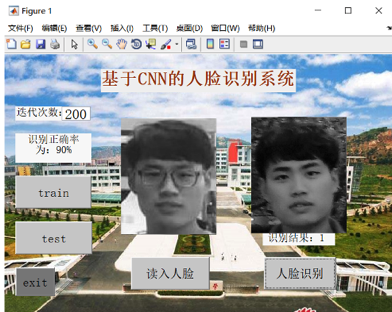 Figure 1
文件(F) 编辑(E) 查看(V) 插入(I) 工具(T) 桌面(D) 窗口(W) 帮助(H)
基于CNN的人脸识别系统
迭代次数: 200
识别正确率
为: 90%
train
test
exit
识别结果: 1
读入人脸
人脸识别